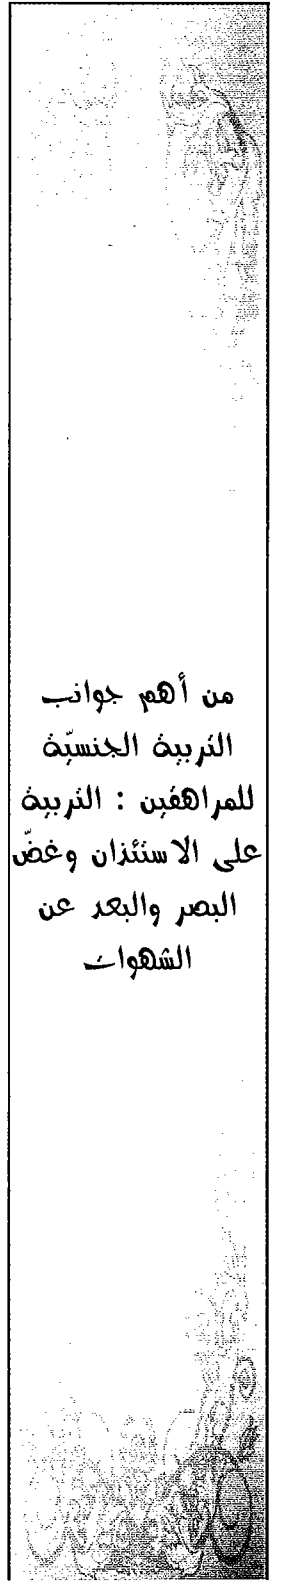 من أهم جوانب
التربية الجنسيّة
للمراهقين : التربية
على الاستئذان وغضّ
البصر والبعد عن
الشهوات